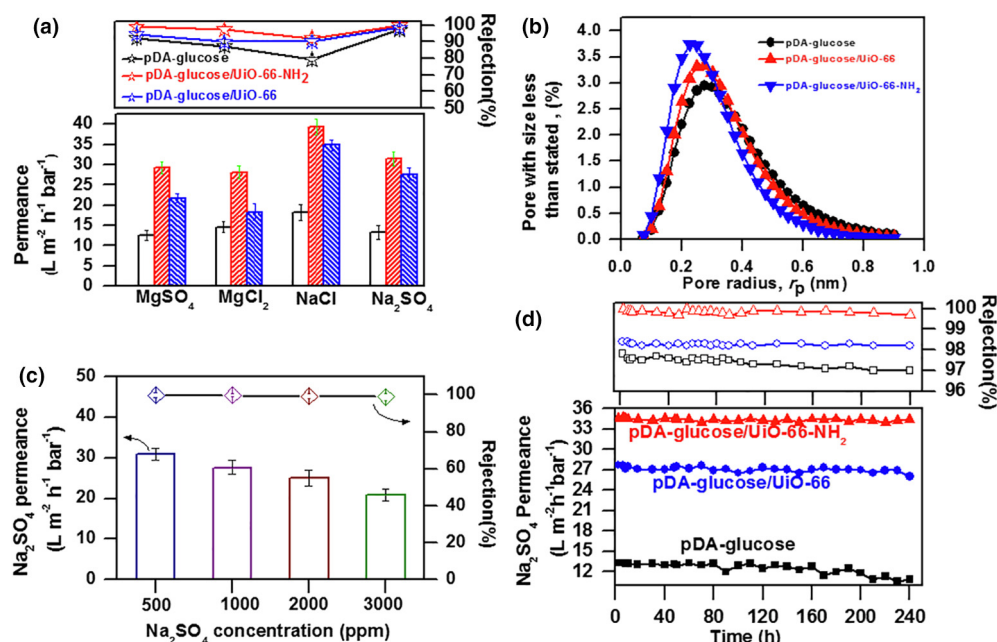 (a)
100
90
80
70
60
50
Rejection(%)
pDA-glucose
pDA-glucose/UiO-66-NH2
pDA-glucose/UiO-66
40
35
30
25
20
15
10
5
0
Permeance
(L m-2 h-1 bar-1)
MgSO4 MgCl2 NaCl Na2SO4
(b)
4.0
3.5
3.0
2.5
2.0
1.5
1.0
0.5
0.0
Pore with size less
than stated , (%)
pDA-glucose
pDA-glucose/UiO-66
pDA-glucose/UiO-66-NH2
0.0 0.2 0.4 0.6 0.8 1.0
Pore radius, rp (nm)
(c)
50
40
30
20
10
0
Na2SO4 permeance
(L m-2 h-1 bar-1)
100
80
60
40
20
0
Rejection(%)
500 1000 2000 3000
Na2SO4 concentration (ppm)
(d)
100
99
98
97
96
Rejection(%)
36
33
30
27
24
21
18
15
12
Na2SO4 Permeance
(L m-2h-1bar-1)
pDA-glucose/UiO-66-NH2
pDA-glucose/UiO-66
pDA-glucose
0 20 40 60 80 100 120 140 160 180 200 220 240
Time (h)